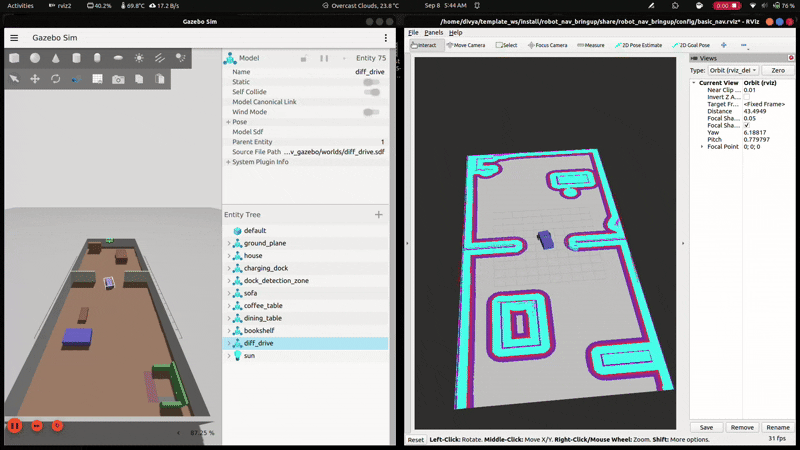 Activities
rviz2
40.2%
69.8°C
17.2 B/s
Overcast Clouds, 23.8 °C
Sep 8 5:44 AM
0:00
76 %
Gazebo Sim
Gazebo Sim
Model
Entity 75
Name
diff_drive
Static
Self Collide
Model Canonical Link
Wind Mode
Pose
Model Sdf
Parent Entity
1
Source File Path
...v_gazebo/worlds/diff_drive.sdf
System Plugin Info
Entity Tree
default
ground_plane
house
charging_dock
dock_detection_zone
sofa
coffee_table
dining_table
bookshelf
diff_drive
sun
87.25 %
/home/divya/template_ws/install/robot_nav_bringup/share/robot_nav_bringup/config/basic_nav.rviz* - RViz
File Panels Help
Interact
Move Camera
Select
Focus Camera
Measure
2D Pose Estimate
2D Goal Pose
Views
Type: Orbit (rviz_def
Zero
Current View Orbit (rviz)
Near Clip ... 0.01
Invert Z A...
Target Fr... <Fixed Frame>
Distance 43.4949
Focal Sha... 0.05
Focal Sha...
Yaw 6.18817
Pitch 0.779797
Focal Point 0; 0; 0
Save
Remove
Rename
Reset Left-Click: Rotate. Middle-Click: Move X/Y. Right-Click/Mouse Wheel: Zoom. Shift: More options.
31 fps